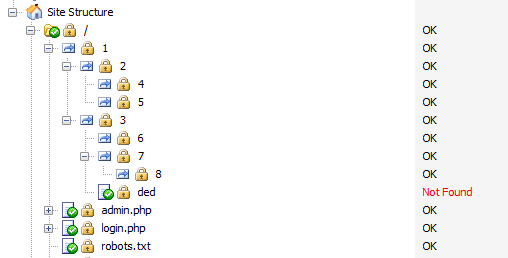 Site Structure
/ OK
1 OK
2 OK
4 OK
5 OK
3 OK
6 OK
7 OK
8 OK
ded Not Found
admin.php OK
login.php OK
robots.txt OK